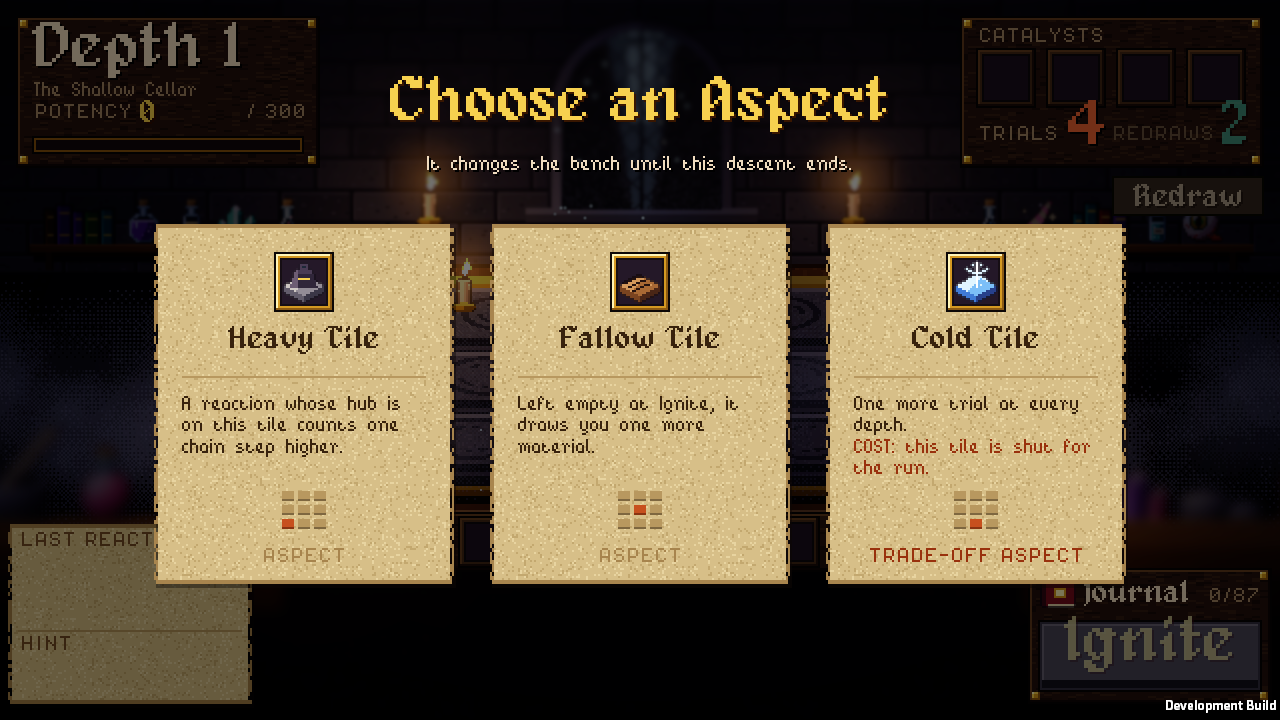 Depth 1
The Shallow Cellar
POTENCY 0 / 300
CATALYSTS
TRIALS 4 REDRAWS 2
Redraw
Choose an Aspect
It changes the bench until this descent ends.
Heavy Tile
A reaction whose hub is
on this tile counts one
chain step higher.
ASPECT
Fallow Tile
Left empty at Ignite, it
draws you one more
material.
ASPECT
Cold Tile
One more trial at every
depth.
COST: this tile is shut for
the run.
TRADE-OFF ASPECT
LAST REACT
HINT
Journal 0/87
Ignite
Development Build